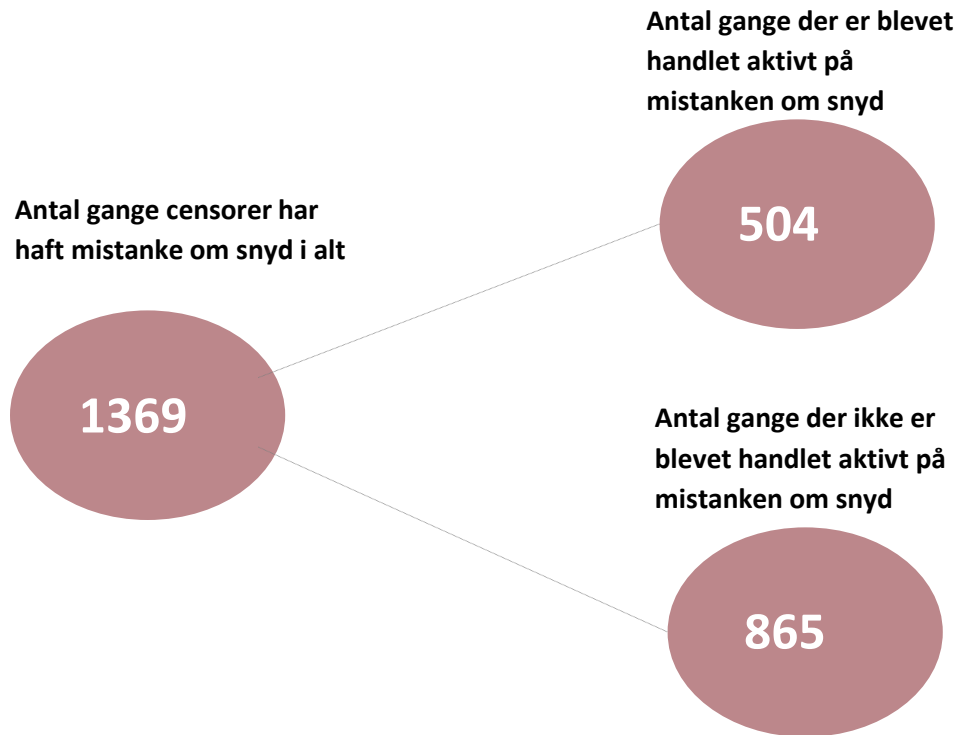 Antal gange der er blevet
handlet aktivt på
mistanken om snyd
504
Antal gange censorer har
haft mistanke om snyd i alt
1369
Antal gange der ikke er
blevet handlet aktivt på
mistanken om snyd
865